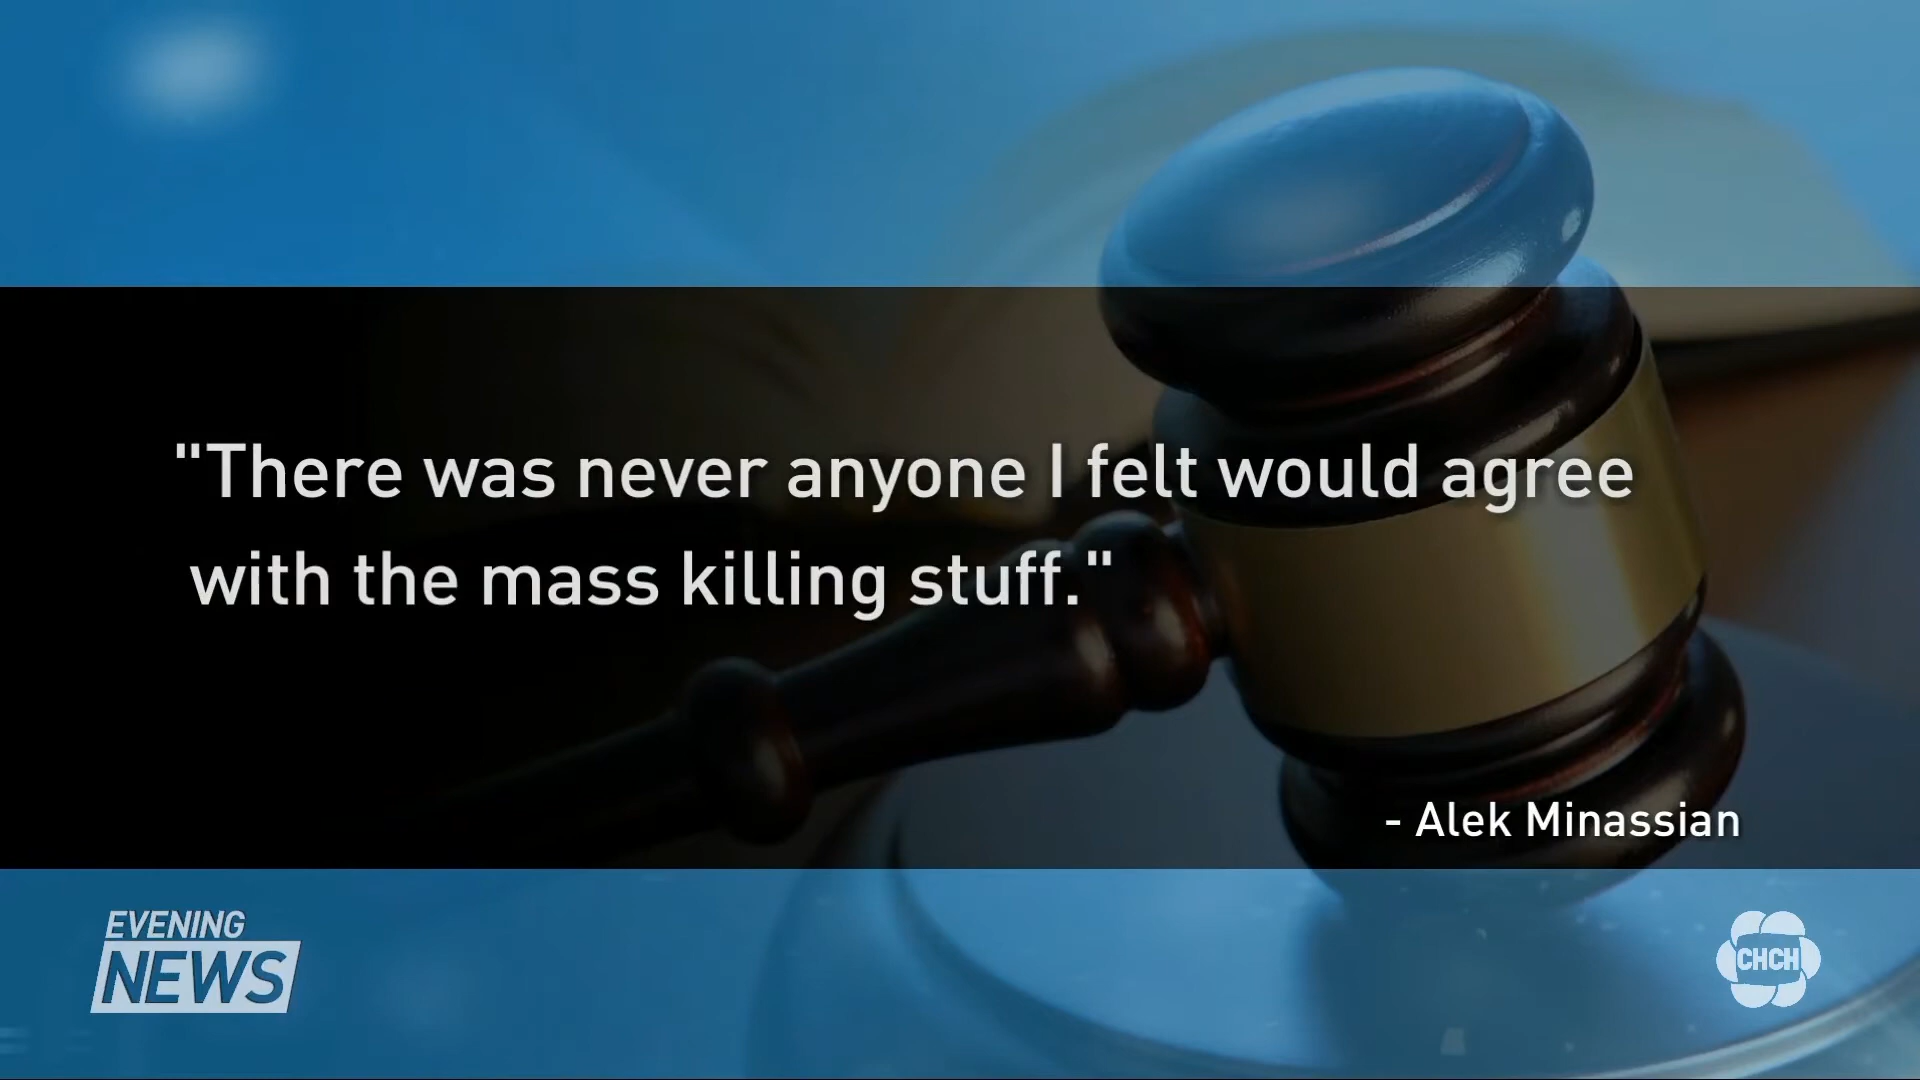 "There was never anyone I felt would agree
with the mass killing stuff."
- Alek Minassian
EVENING
NEWS
CHCH